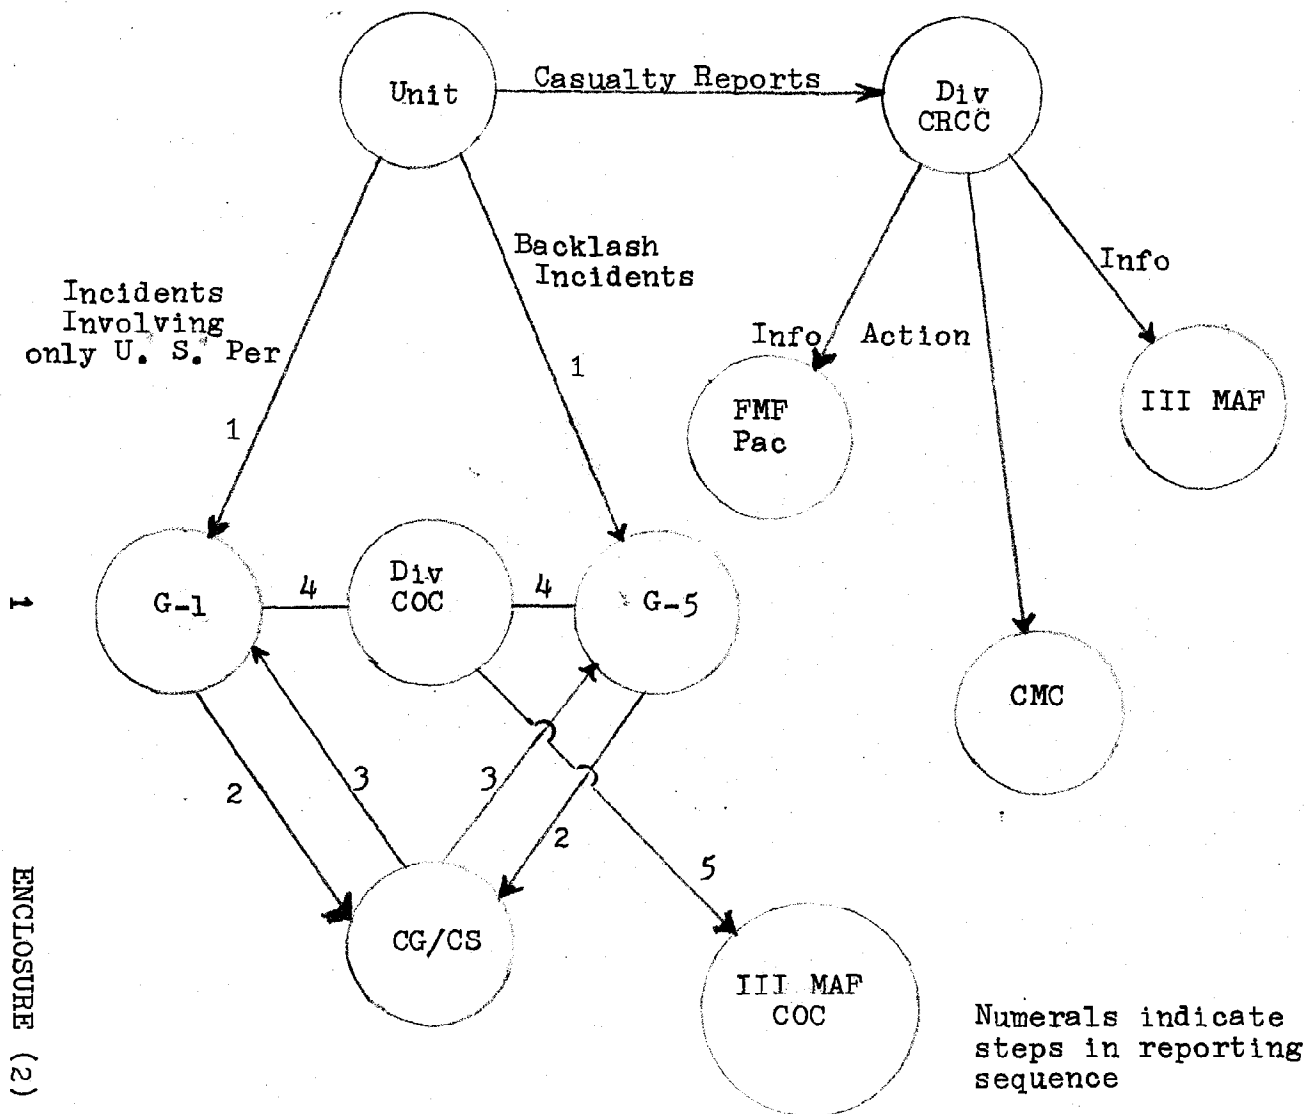 Unit
Casualty Reports
Div
CRCC
Backlash
Incidents
Info
Incidents
Involving
only U. S. Per
Info
Action
1
1
FMF
Pac
III MAF
G-1
4
Div
COC
4
G-5
CMC
2
3
3
2
5
CG/CS
III MAF
COC
Numerals indicate
steps in reporting
sequence
1
ENCLOSURE (2)